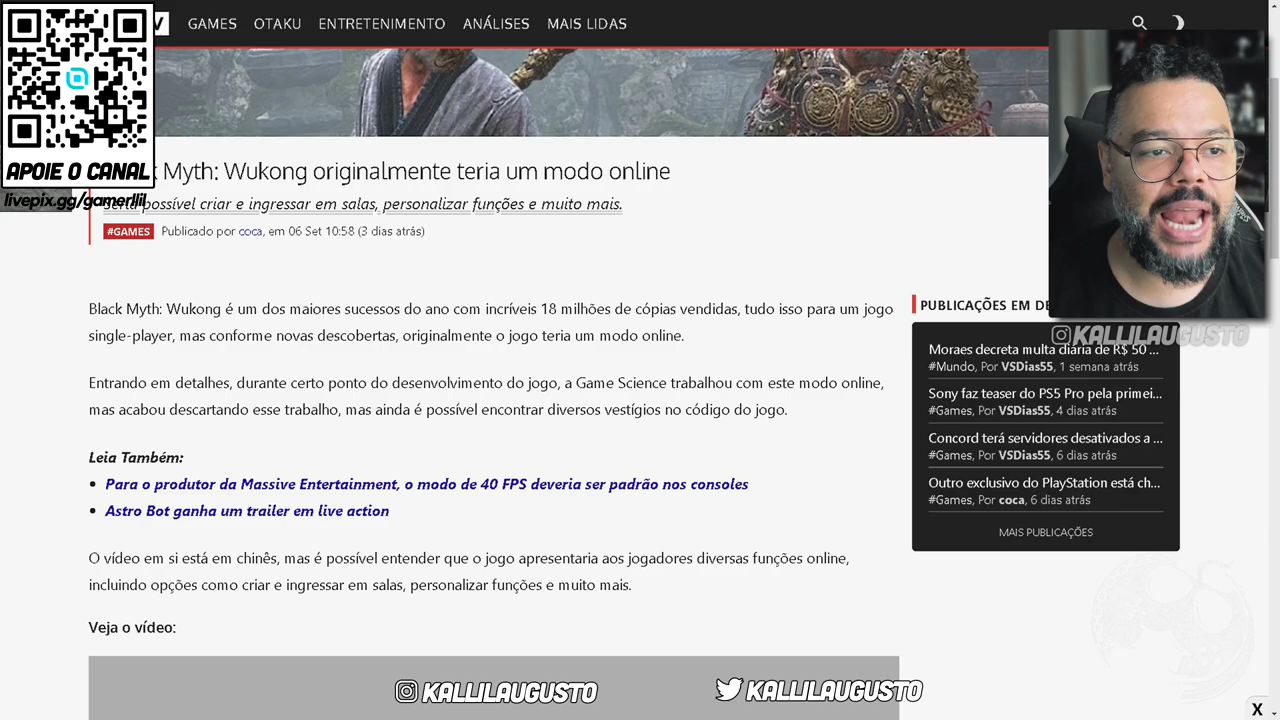 V
GAMES OTAKU ENTRETENIMENTO ANÁLISES MAIS LIDAS
APOIE O CANAL
livepix.gg/gamerllil
Myth: Wukong originalmente teria um modo online
possível criar e ingressar em salas, personalizar funções e muito mais.
#GAMES Publicado por coca, em 06 Set 10:58 (3 dias atrás)
Black Myth: Wukong é um dos maiores sucessos do ano com incríveis 18 milhões de cópias vendidas, tudo isso para um jogo
single-player, mas conforme novas descobertas, originalmente o jogo teria um modo online.
Entrando em detalhes, durante certo ponto do desenvolvimento do jogo, a Game Science trabalhou com este modo online,
mas acabou descartando esse trabalho, mas ainda é possível encontrar diversos vestígios no código do jogo.
Leia Também:
• Para o produtor da Massive Entertainment, o modo de 40 FPS deveria ser padrão nos consoles
• Astro Bot ganha um trailer em live action
O vídeo em si está em chinês, mas é possível entender que o jogo apresentaria aos jogadores diversas funções online,
incluindo opções como criar e ingressar em salas, personalizar funções e muito mais.
Veja o vídeo:
PUBLICAÇÕES EM DE
KALLILAUGUSTO
Moraes decreta multa diária de R$ 50 ...
#Mundo, Por VSDias55, 1 semana atrás
Sony faz teaser do PS5 Pro pela primei...
#Games, Por VSDias55, 4 dias atrás
Concord terá servidores desativados a ...
#Games, Por VSDias55, 6 dias atrás
Outro exclusivo do PlayStation está ch...
#Games, Por coca, 6 dias atrás
MAIS PUBLICAÇÕES
KALLILAUGUSTO
KALLILAUGUSTO
X